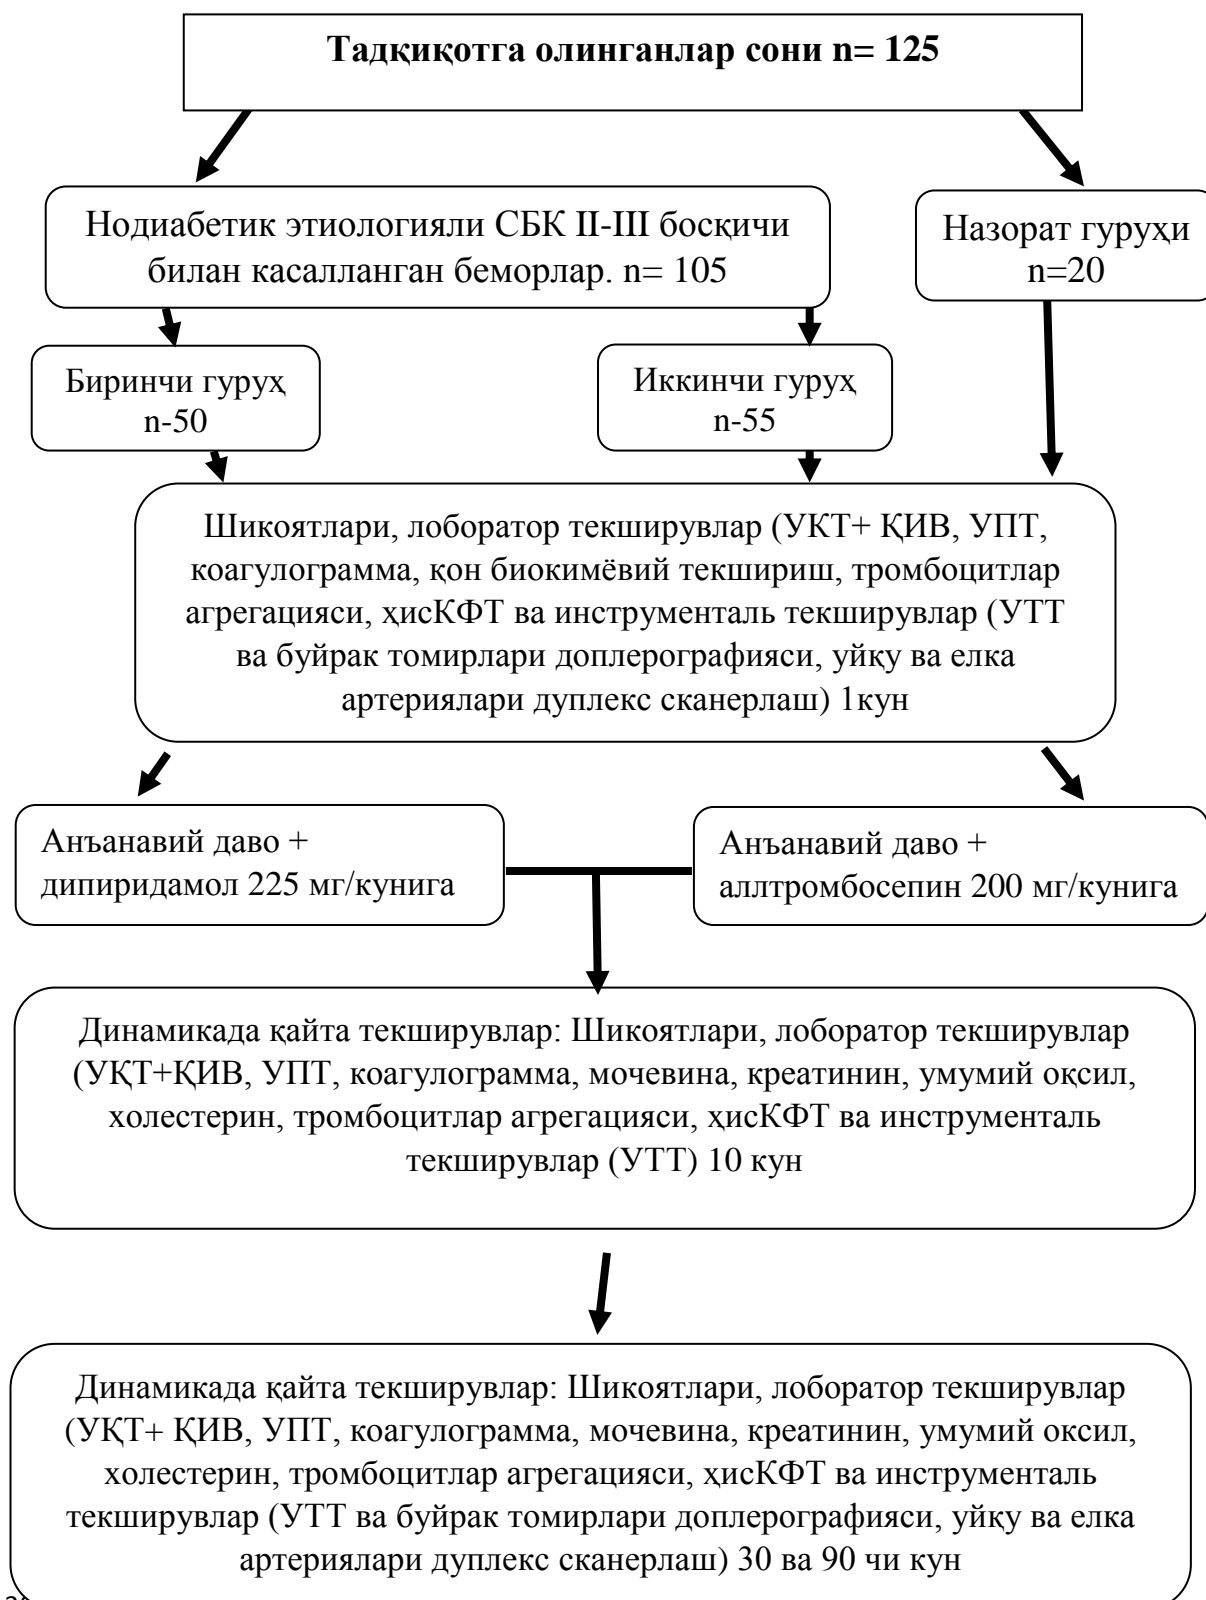 Тадқиқотга олинганлар сони n= 125
Нодиабетик этиологияли СБК II-III босқичи
билан касалланган беморлар. n= 105
Назорат гуруҳи
n=20
Биринчи гуруҳ
n-50
Иккинчи гуруҳ
n-55
Шикоятлари, лоборатор текширувлар (УКТ+ ҚИВ, УПТ,
коагулограмма, қон биокимёвий текшириш, тромбоцитлар
агрегацияси, ҳисКФТ ва инструменталь текширувлар (УТТ
ва буйрак томирлари доплерографияси, уйқу ва елка
артериялари дуплекс сканерлаш) 1кун
Анъанавий даво +
дипиридамол 225 мг/кунига
Анъанавий даво +
аллтромбосепин 200 мг/кунига
Динамикада қайта текширувлар: Шикоятлари, лоборатор текширувлар
(УҚТ+ҚИВ, УПТ, коагулограмма, мочевина, креатинин, умумий оқсил,
холестерин, тромбоцитлар агрегацияси, ҳисКФТ ва инструменталь
текширувлар (УТТ) 10 кун
Динамикада қайта текширувлар: Шикоятлари, лоборатор текширувлар
(УҚТ+ ҚИВ, УПТ, коагулограмма, мочевина, креатинин, умумий оксил,
холестерин, тромбоцитлар агрегацияси, ҳисКФТ ва инструменталь
текширувлар (УТТ ва буйрак томирлари доплерографияси, уйқу ва елка
артериялари дуплекс сканерлаш) 30 ва 90 чи кун